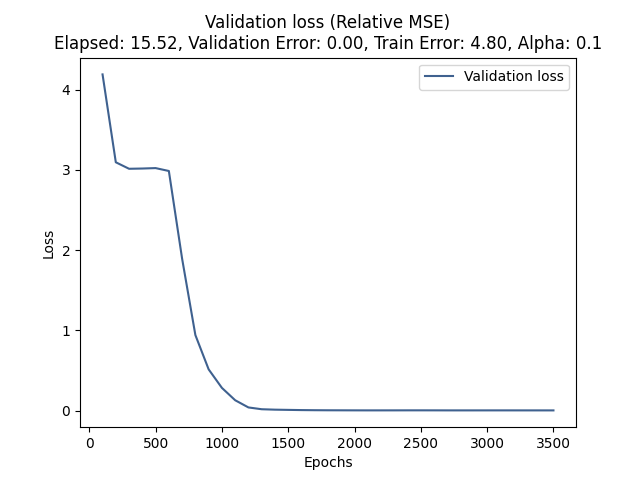 Validation loss (Relative MSE)
Elapsed: 15.52, Validation Error: 0.00, Train Error: 4.80, Alpha: 0.1
Validation loss
4
3
2
1
0
Loss
0 500 1000 1500 2000 2500 3000 3500
Epochs